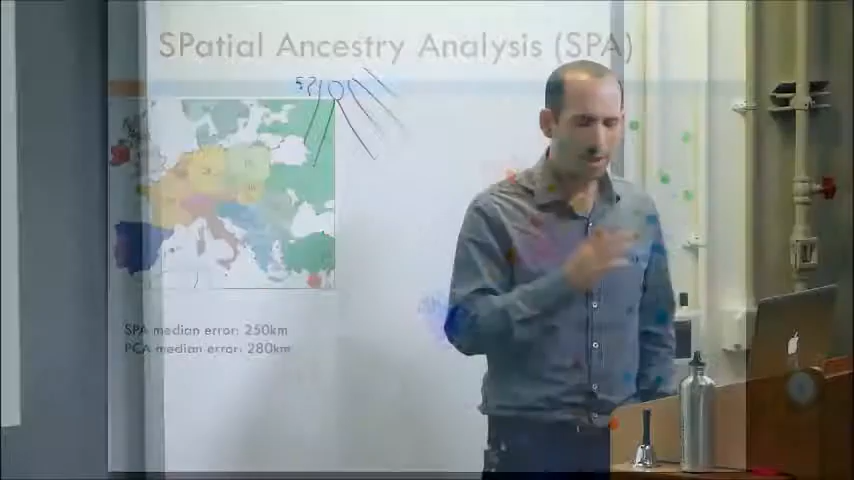 SPatial Ancestry Analysis (SPA)
SPA median error: 250km
PCA median error: 280km